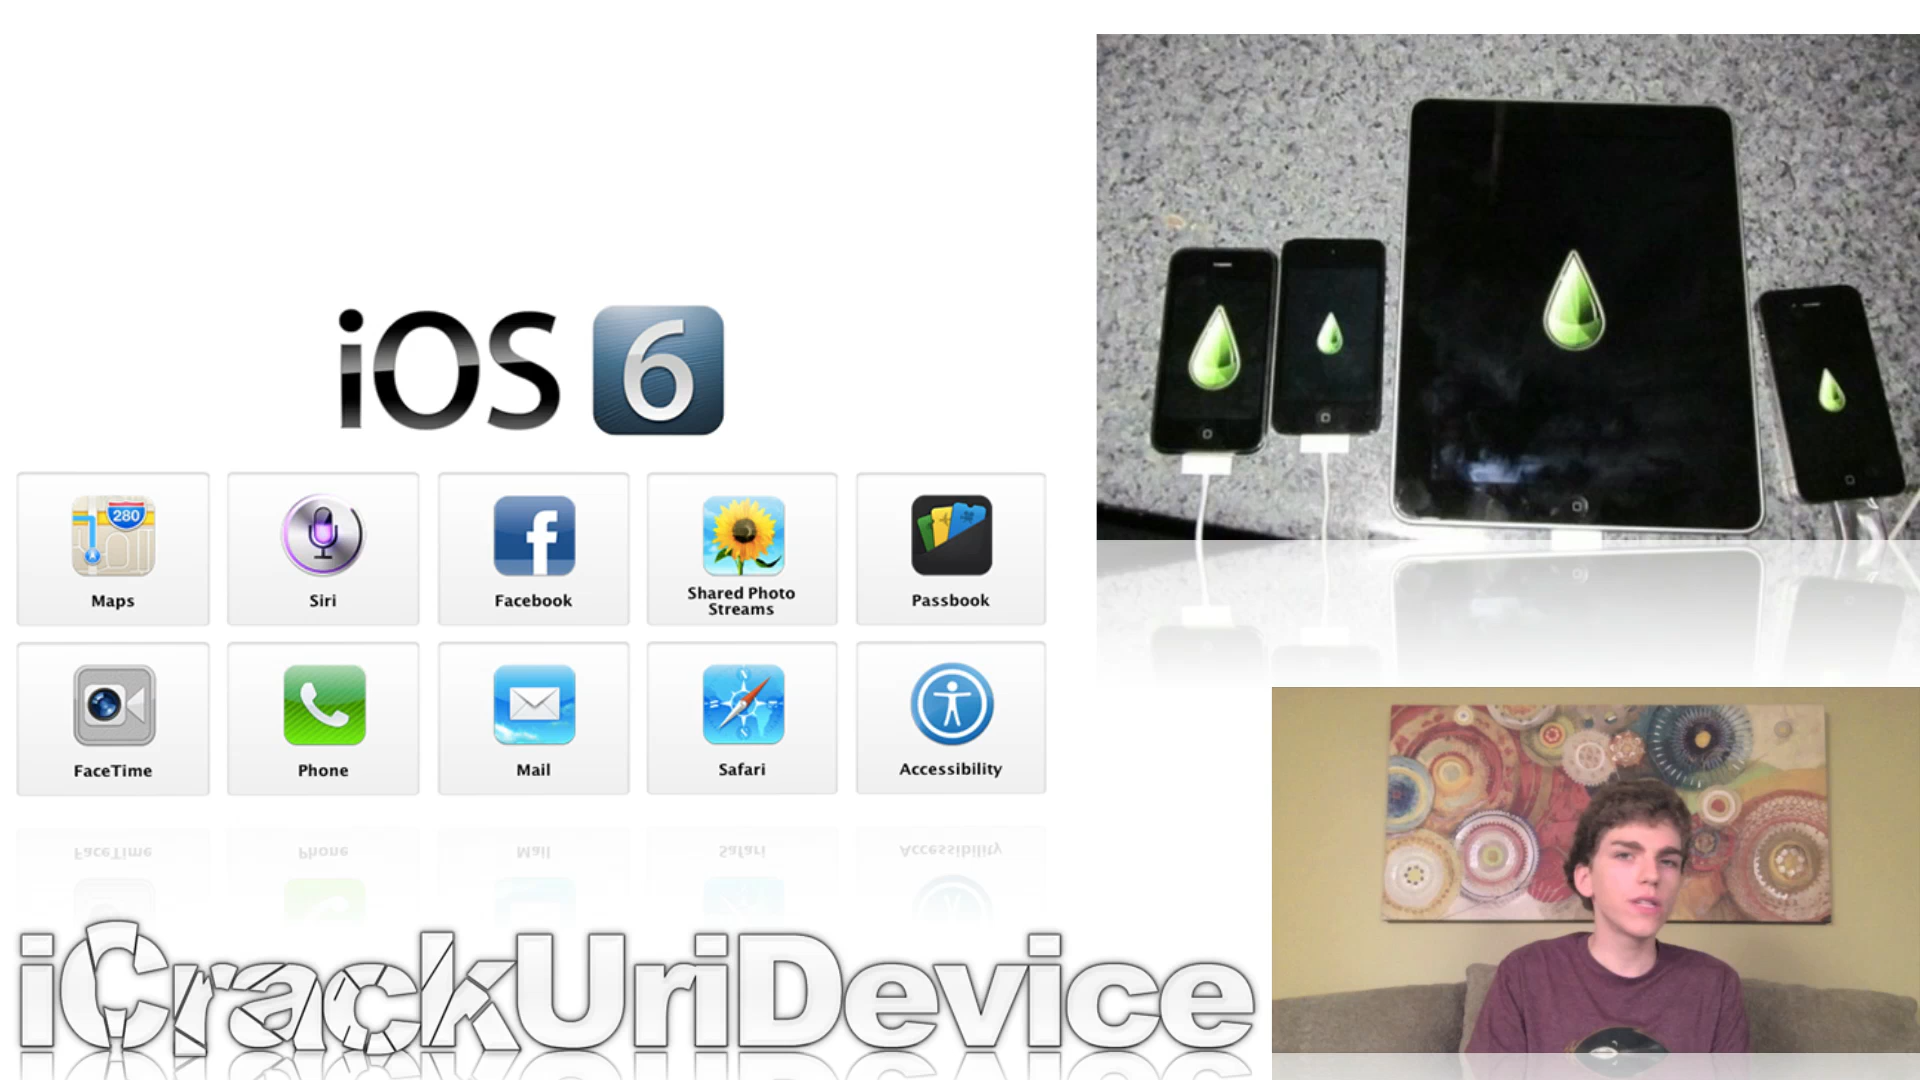 iOS 6
280
Maps
Siri
Facebook
Shared Photo
Streams
Passbook
FaceTime
Phone
Mail
Safari
Accessibility
FaceTime
Phone
Mail
Safari
Accessibility
iCrackUriDevice